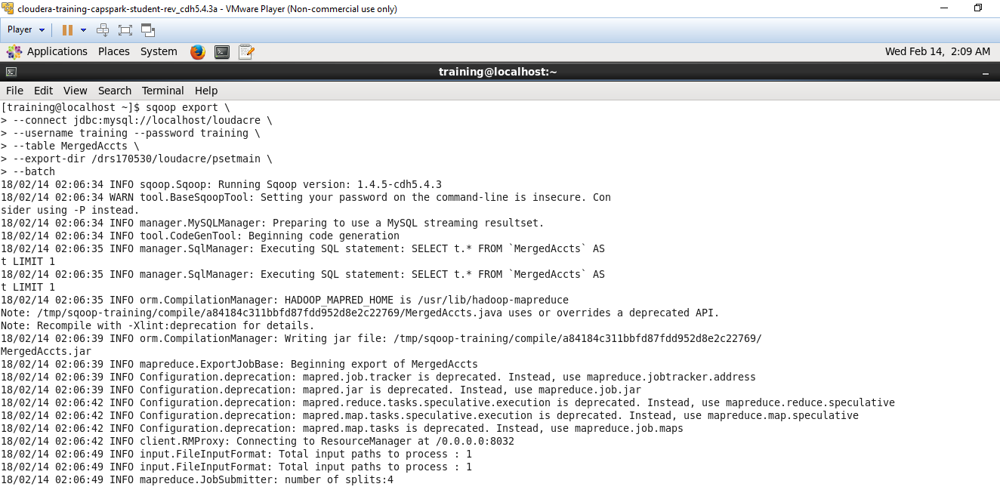 cloudera-training-capspark-student-rev_cdh5.4.3a - VMware Player (Non-commercial use only)
Player
Applications Places System Wed Feb 14, 2:09 AM
training@localhost:~
File Edit View Search Terminal Help
[training@localhost ~]$ sqoop export \
> --connect jdbc:mysql://localhost/loudacre \
> --username training --password training \
> --table MergedAccts \
> --export-dir /drs170530/loudacre/psetmain \
> --batch
18/02/14 02:06:34 INFO sqoop.Sqoop: Running Sqoop version: 1.4.5-cdh5.4.3
18/02/14 02:06:34 WARN tool.BaseSqoopTool: Setting your password on the command-line is insecure. Con
sider using -P instead.
18/02/14 02:06:34 INFO manager.MySQLManager: Preparing to use a MySQL streaming resultset.
18/02/14 02:06:34 INFO tool.CodeGenTool: Beginning code generation
18/02/14 02:06:35 INFO manager.SqlManager: Executing SQL statement: SELECT t.* FROM `MergedAccts` AS
t LIMIT 1
18/02/14 02:06:35 INFO manager.SqlManager: Executing SQL statement: SELECT t.* FROM `MergedAccts` AS
t LIMIT 1
18/02/14 02:06:35 INFO orm.CompilationManager: HADOOP_MAPRED_HOME is /usr/lib/hadoop-mapreduce
Note: /tmp/sqoop-training/compile/a84184c311bbfd87fdd952d8e2c22769/MergedAccts.java uses or overrides a deprecated API.
Note: Recompile with -Xlint:deprecation for details.
18/02/14 02:06:39 INFO orm.CompilationManager: Writing jar file: /tmp/sqoop-training/compile/a84184c311bbfd87fdd952d8e2c22769/
MergedAccts.jar
18/02/14 02:06:39 INFO mapreduce.ExportJobBase: Beginning export of MergedAccts
18/02/14 02:06:39 INFO Configuration.deprecation: mapred.job.tracker is deprecated. Instead, use mapreduce.jobtracker.address
18/02/14 02:06:39 INFO Configuration.deprecation: mapred.jar is deprecated. Instead, use mapreduce.job.jar
18/02/14 02:06:42 INFO Configuration.deprecation: mapred.reduce.tasks.speculative.execution is deprecated. Instead, use mapreduce.reduce.speculative
18/02/14 02:06:42 INFO Configuration.deprecation: mapred.map.tasks.speculative.execution is deprecated. Instead, use mapreduce.map.speculative
18/02/14 02:06:42 INFO Configuration.deprecation: mapred.map.tasks is deprecated. Instead, use mapreduce.job.maps
18/02/14 02:06:42 INFO client.RMProxy: Connecting to ResourceManager at /0.0.0.0:8032
18/02/14 02:06:49 INFO input.FileInputFormat: Total input paths to process : 1
18/02/14 02:06:49 INFO input.FileInputFormat: Total input paths to process : 1
18/02/14 02:06:49 INFO mapreduce.JobSubmitter: number of splits:4